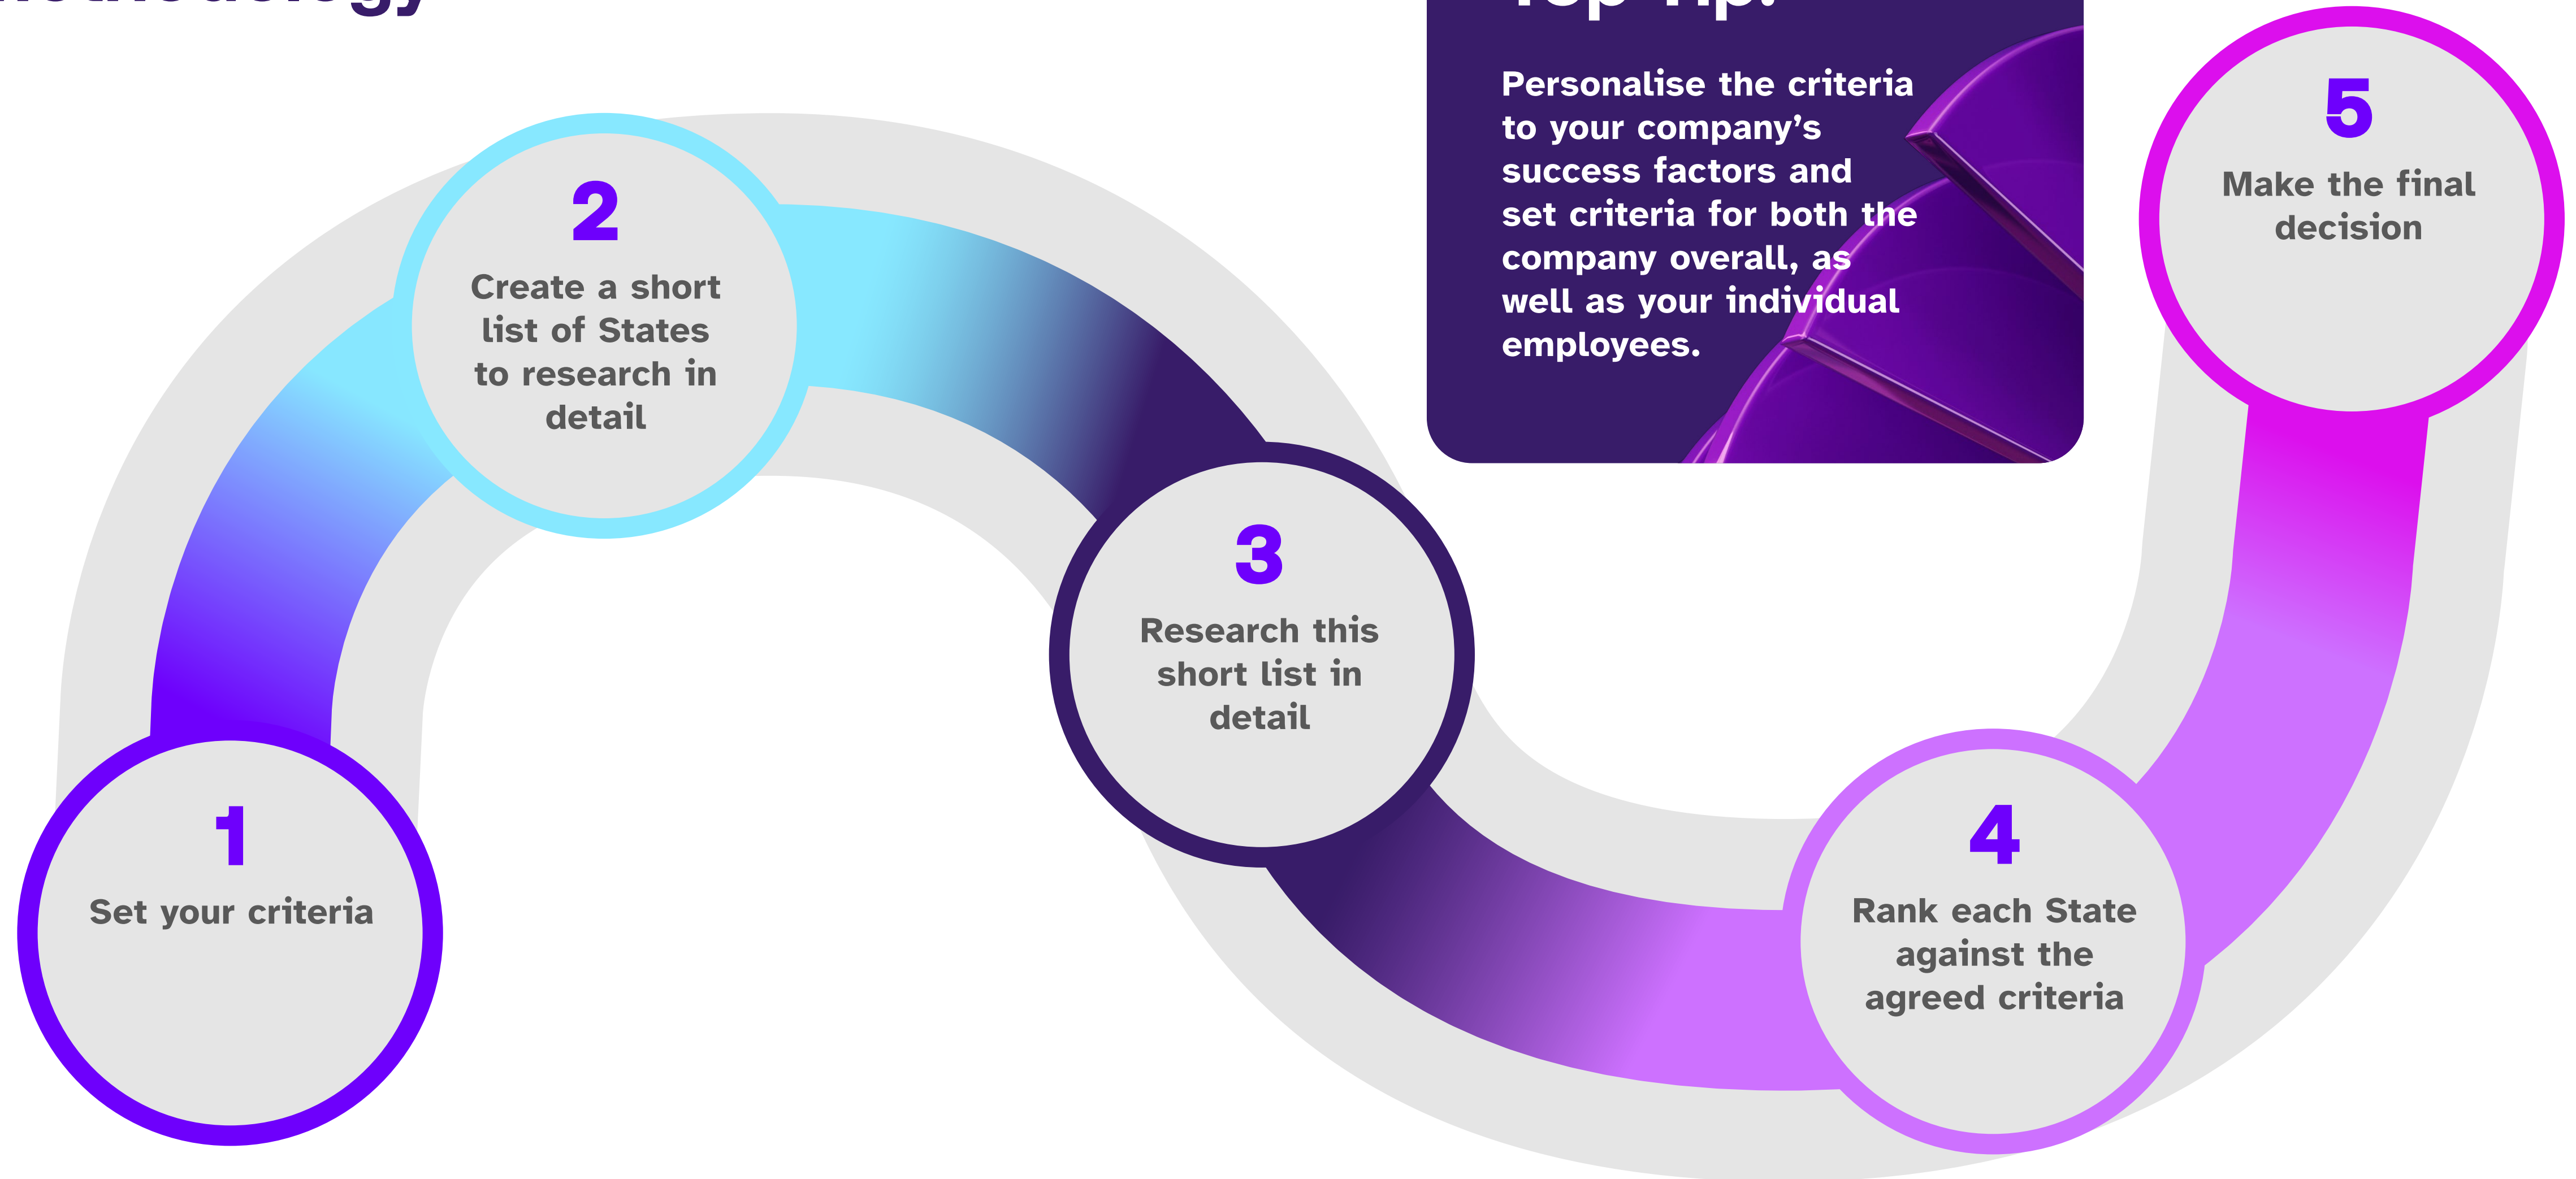 Top Tip:
Personalise the criteria
to your company’s
success factors and
set criteria for both the
company overall, as
well as your individual
employees.
1
Set your criteria
2
Create a short
list of States
to research in
detail
3
Research this
short list in
detail
4
Rank each State
against the
agreed criteria
5
Make the final
decision